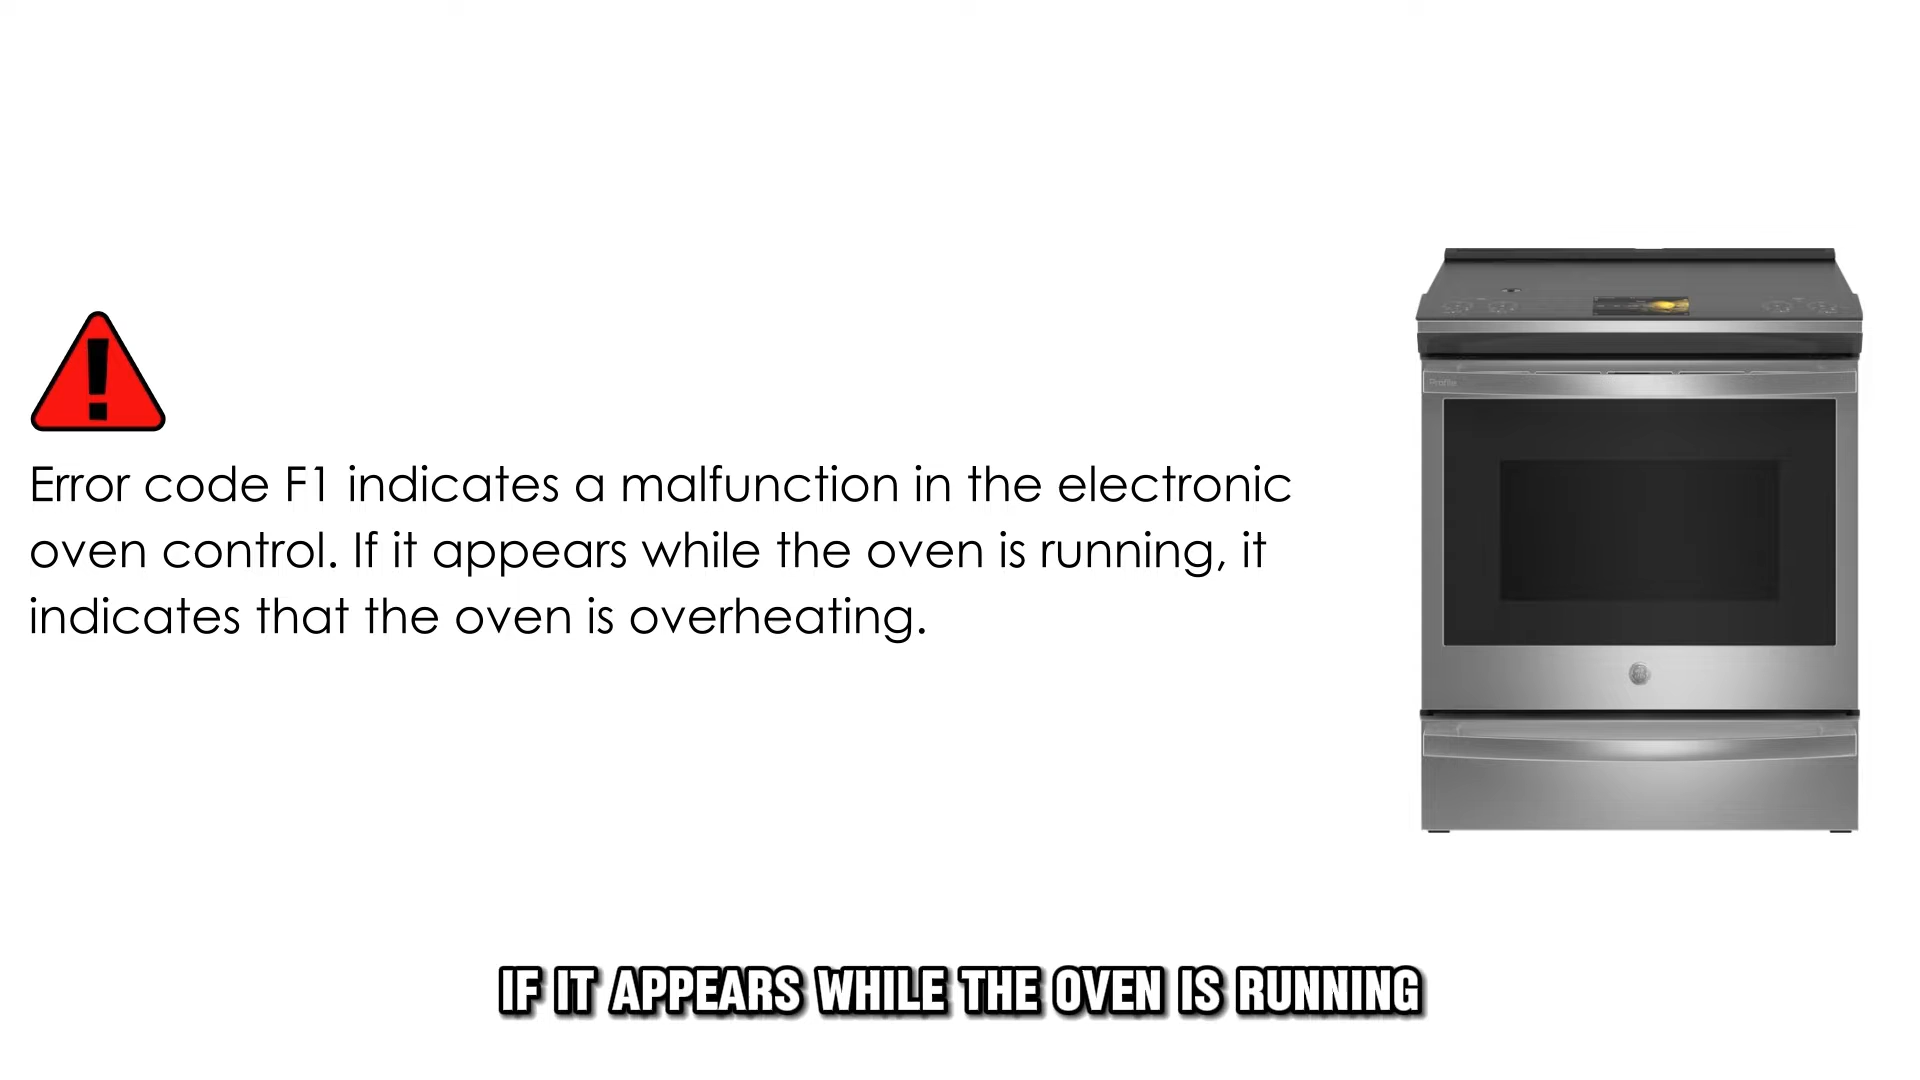 Error code F1 indicates a malfunction in the electronic
oven control. If it appears while the oven is running, it
indicates that the oven is overheating.
Profile
IF IT APPEARS WHILE THE OVEN IS RUNNING